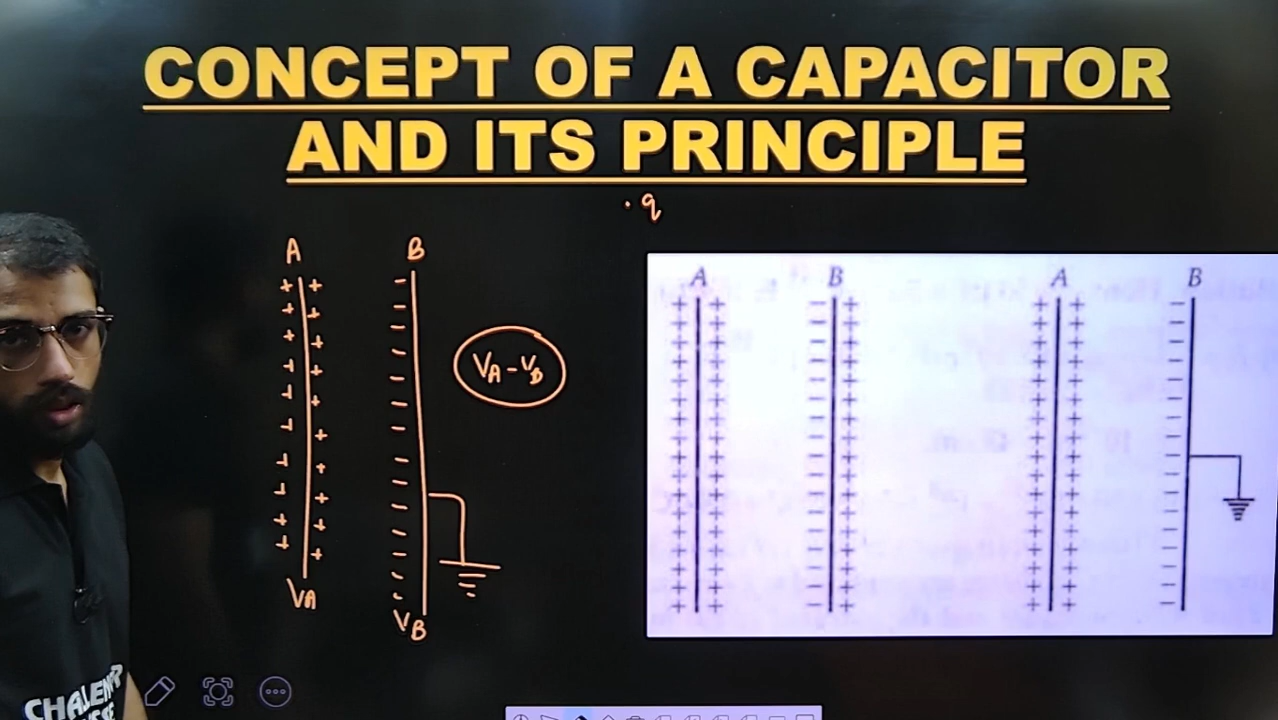 CONCEPT OF A CAPACITOR
AND ITS PRINCIPLE
. q
A B
VA - VB
VA
VB
A B A B